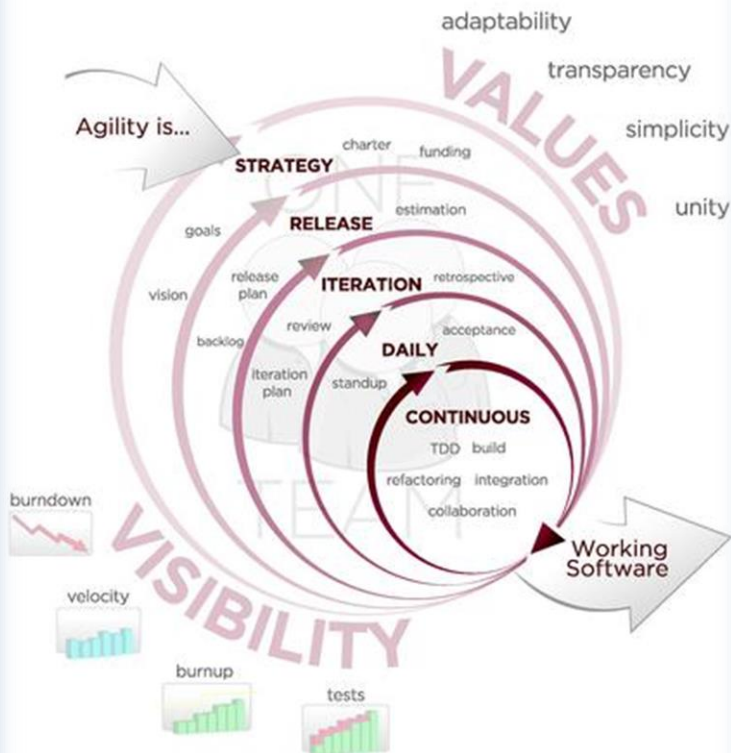 adaptability
transparency
simplicity
unity
VALUES
Agility is...
STRATEGY
charter
funding
ONE
goals
vision
RELEASE
estimation
release
plan
backlog
ITERATION
retrospective
review
iteration
plan
DAILY
acceptance
standup
CONTINUOUS
TDD build
refactoring integration
collaboration
TEAM
Working
Software
VISIBILITY
burndown
velocity
burnup
tests